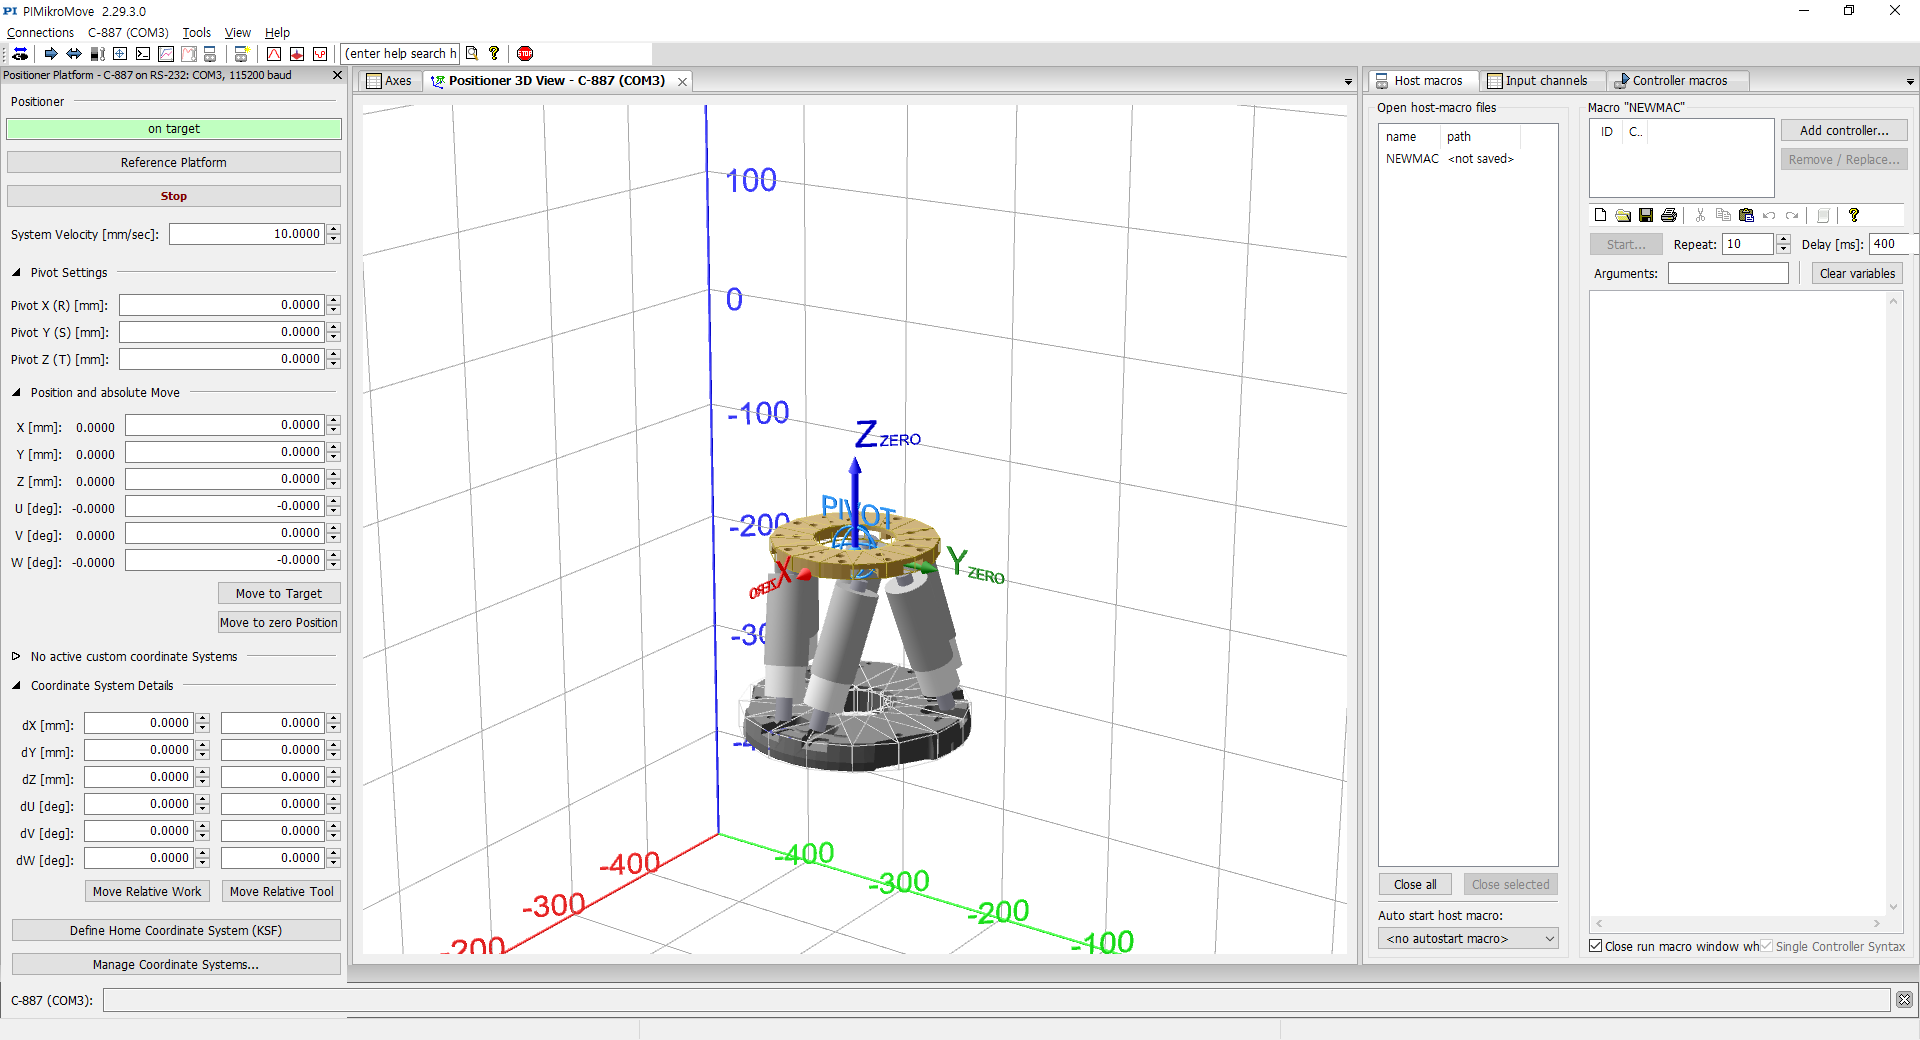 PI PIMikroMove 2.29.3.0
Connections C-887 (COM3) Tools View Help
(enter help search h
STOP
Positioner Platform - C-887 on RS-232: COM3, 115200 baud
Positioner
on target
Reference Platform
Stop
System Velocity [mm/sec]: 10.0000
Pivot Settings
Pivot X (R) [mm]: 0.0000
Pivot Y (S) [mm]: 0.0000
Pivot Z (T) [mm]: 0.0000
Position and absolute Move
X [mm]: 0.0000 0.0000
Y [mm]: 0.0000 0.0000
Z [mm]: 0.0000 0.0000
U [deg]: -0.0000 -0.0000
V [deg]: 0.0000 0.0000
W [deg]: -0.0000 -0.0000
Move to Target
Move to zero Position
No active custom coordinate Systems
Coordinate System Details
dX [mm]: 0.0000 0.0000
dY [mm]: 0.0000 0.0000
dZ [mm]: 0.0000 0.0000
dU [deg]: 0.0000 0.0000
dV [deg]: 0.0000 0.0000
dW [deg]: 0.0000 0.0000
Move Relative Work Move Relative Tool
Define Home Coordinate System (KSF)
Manage Coordinate Systems...
Axes Positioner 3D View - C-887 (COM3)
100
0
-100
Z ZERO
PIVOT
-200
Y ZERO
X ZERO
-30
-4
-400 -400
-300 -300
-200 -200
-100
Host macros Input channels Controller macros
Open host-macro files
name path
NEWMAC <not saved>
Close all Close selected
Auto start host macro:
<no autostart macro>
Macro "NEWMAC"
ID C..
Add controller...
Remove / Replace...
Start... Repeat: 10 Delay [ms]: 400
Arguments: Clear variables
Close run macro window wh Single Controller Syntax
C-887 (COM3):